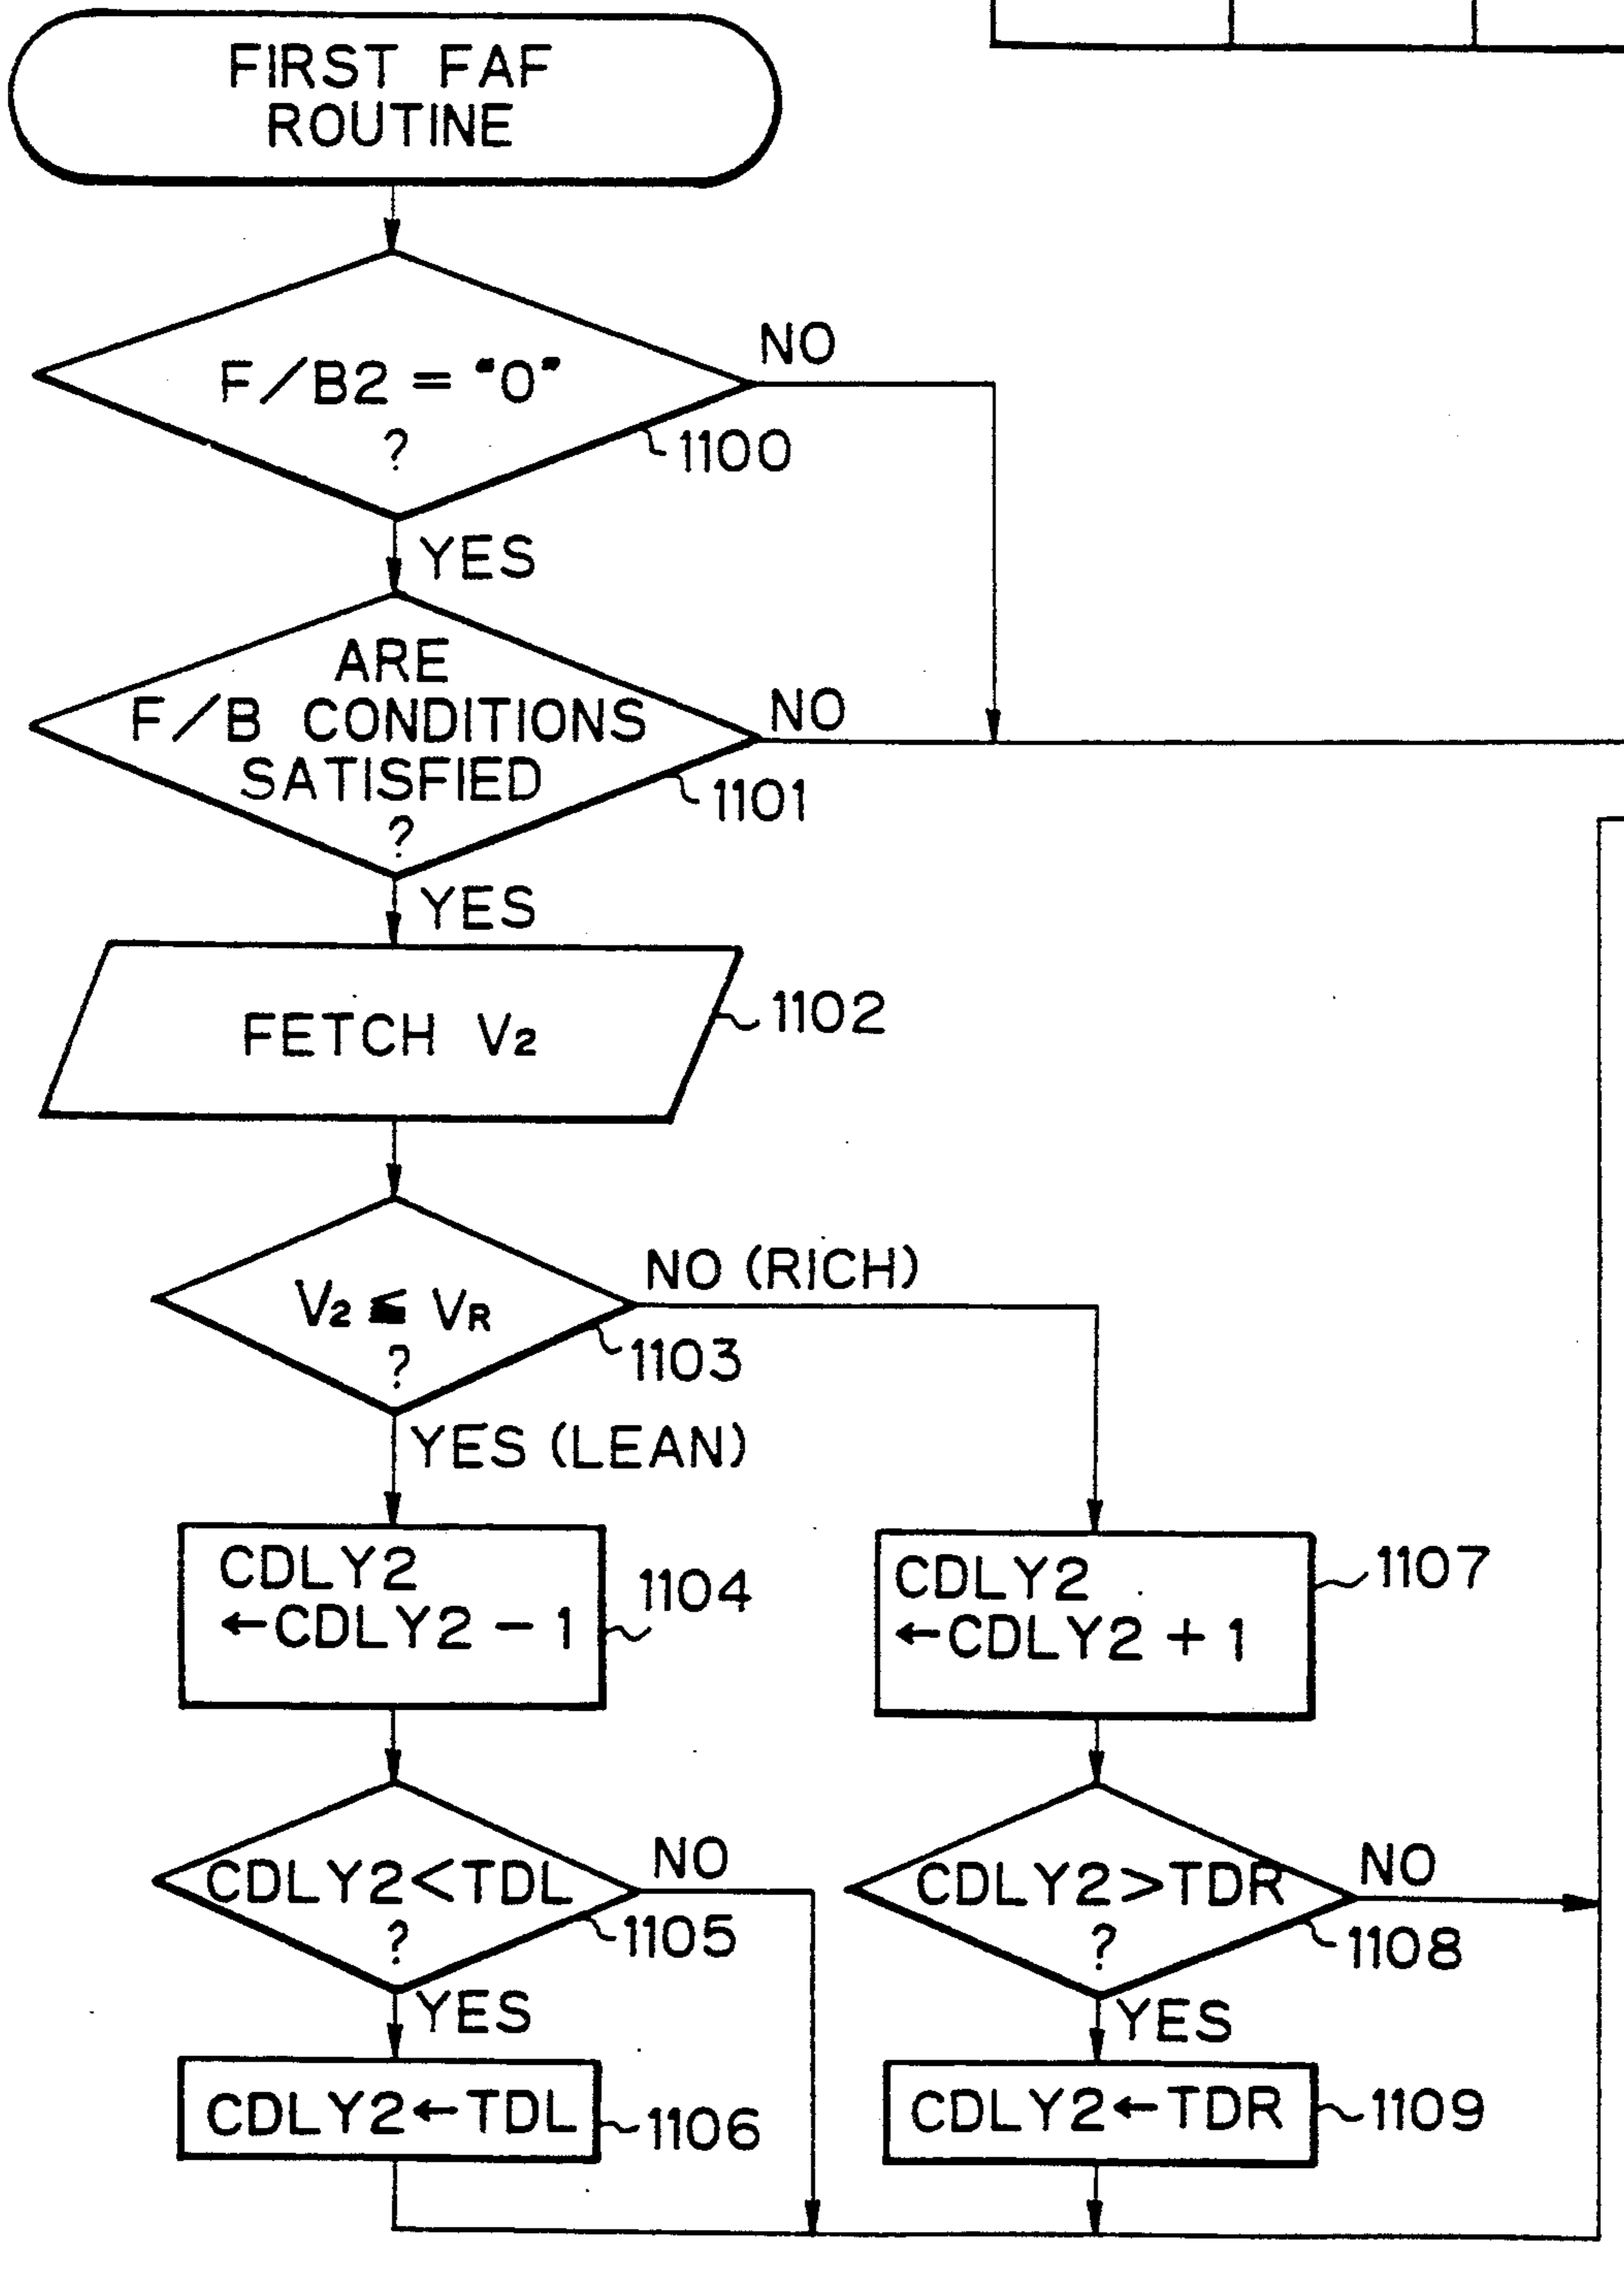 FIRST FAF
ROUTINE
F/B2 = "0"
?
NO
1100
YES
ARE
F/B CONDITIONS
SATISFIED
?
NO
1101
YES
FETCH V2
1102
V2 ≦ VR
?
NO (RICH)
1103
YES (LEAN)
CDLY2
←CDLY2 - 1
1104
CDLY2
←CDLY2 + 1
1107
CDLY2<TDL
?
NO
1105
YES
CDLY2>TDR
?
NO
1108
YES
CDLY2←TDL
1106
CDLY2←TDR
1109